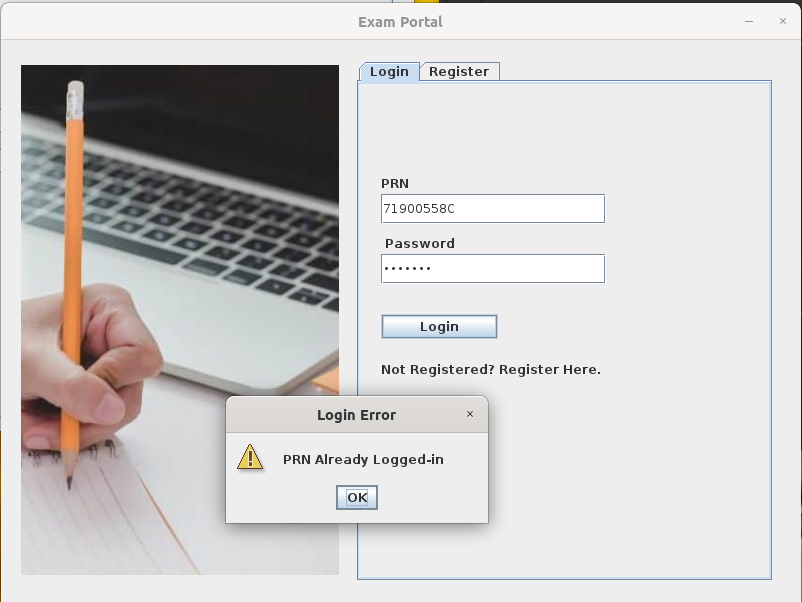 Exam Portal
Login
Register
PRN
71900558C
Password
Login
Not Registered? Register Here.
Login Error
PRN Already Logged-in
OK